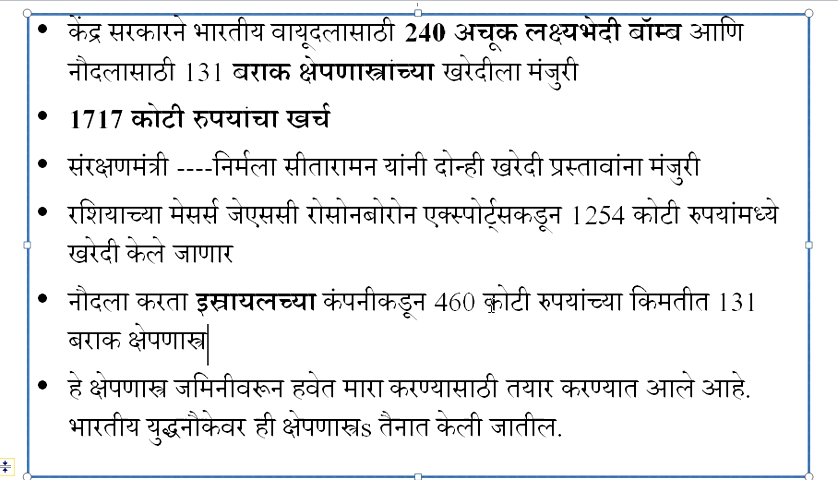 • केंद्र सरकारने भारतीय वायूदलासाठी 240 अचूक लक्ष्यभेदी बॉम्ब आणि
नौदलासाठी 131 बराक क्षेपणास्त्रांच्या खरेदीला मंजुरी
• 1717 कोटी रुपयांचा खर्च
• संरक्षणमंत्री ----निर्मला सीतारामन यांनी दोन्ही खरेदी प्रस्तावांना मंजुरी
• रशियाच्या मेसर्स जेएससी रोसोनबोरोन एक्स्पोर्ट्सकडून 1254 कोटी रुपयांमध्ये
खरेदी केले जाणार
• नौदला करता इस्रायलच्या कंपनीकडून 460 कोटी रुपयांच्या किमतीत 131
बराक क्षेपणास्त्र
• हे क्षेपणास्त्र जमिनीवरून हवेत मारा करण्यासाठी तयार करण्यात आले आहे.
भारतीय युद्धनौकेवर ही क्षेपणास्त्रs तैनात केली जातील.